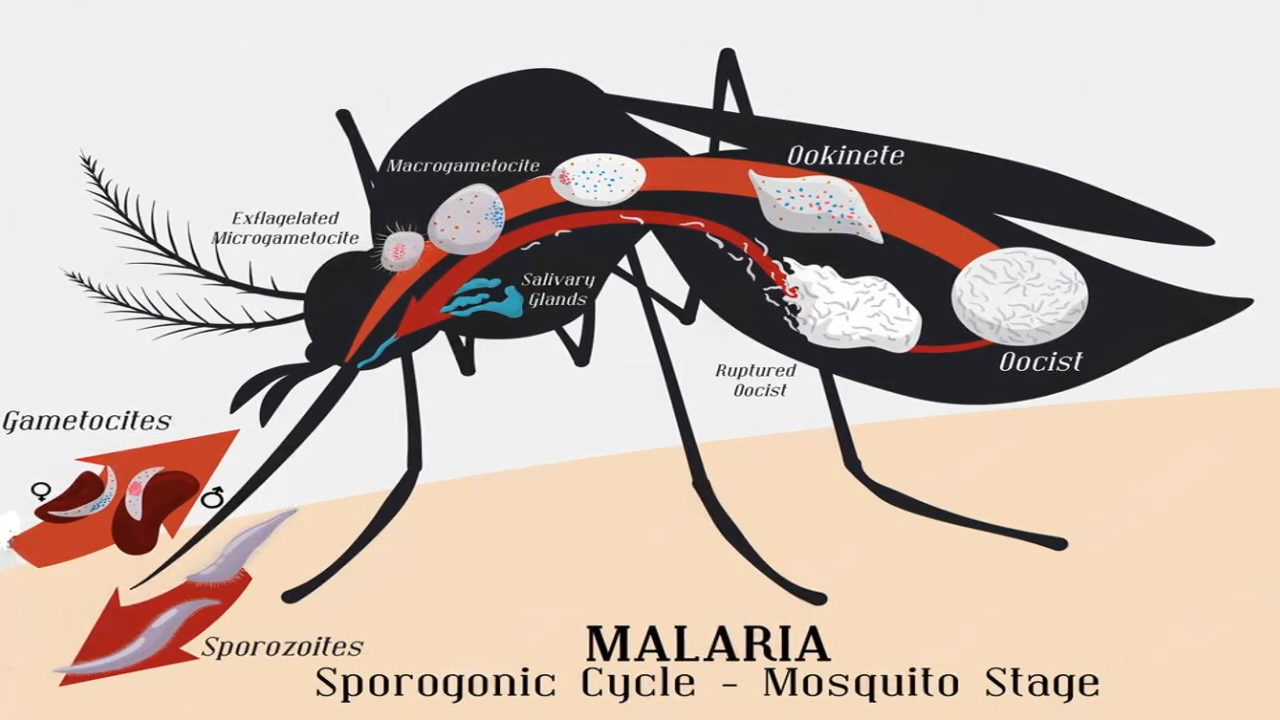 Macrogametocite
Ookinete
Exflagelated
Microgametocite
Salivary
Glands
Oocist
Ruptured
Oocist
Gametocites
♀
♂
Sporozoites
MALARIA
Sporogonic Cycle - Mosquito Stage